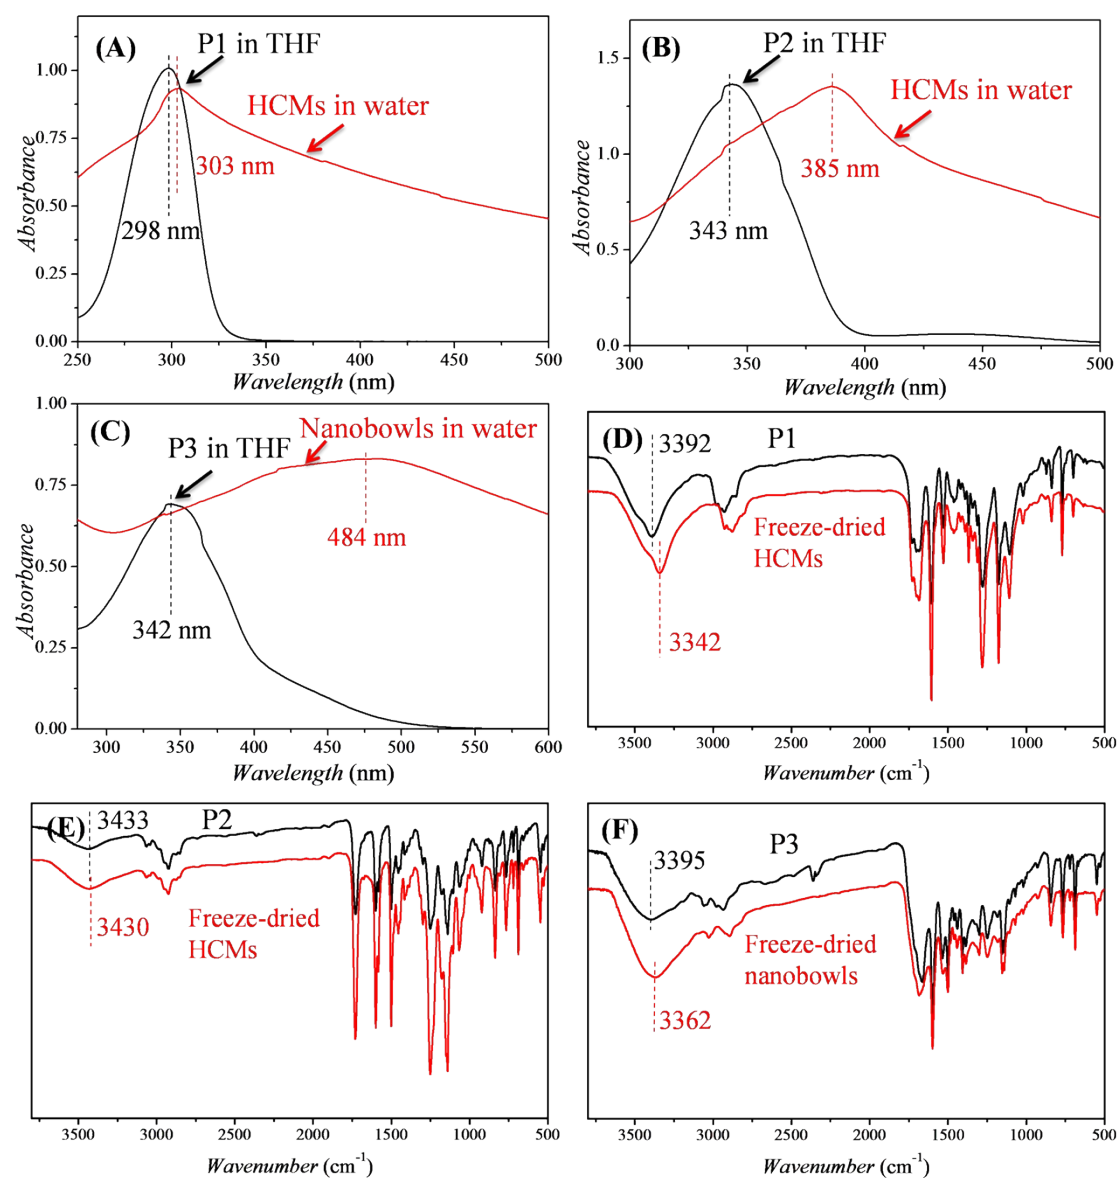 (A)
P1 in THF
HCMs in water
303 nm
298 nm
Absorbance
1.00
0.75
0.50
0.25
0.00
250 300 350 400 450 500
Wavelength (nm)
(B)
P2 in THF
HCMs in water
385 nm
343 nm
Absorbance
1.5
1.0
0.5
0.0
300 350 400 450 500
Wavelength (nm)
(C)
Nanobowls in water
P3 in THF
484 nm
342 nm
Absorbance
1.00
0.75
0.50
0.25
0.00
300 350 400 450 500 550 600
Wavelength (nm)
(D)
3392
P1
Freeze-dried
HCMs
3342
3500 3000 2500 2000 1500 1000 500
Wavenumber (cm⁻¹)
(E)
3433
P2
Freeze-dried
HCMs
3430
3500 3000 2500 2000 1500 1000 500
Wavenumber (cm⁻¹)
(F)
3395
P3
Freeze-dried
nanobowls
3362
3500 3000 2500 2000 1500 1000 500
Wavenumber (cm⁻¹)